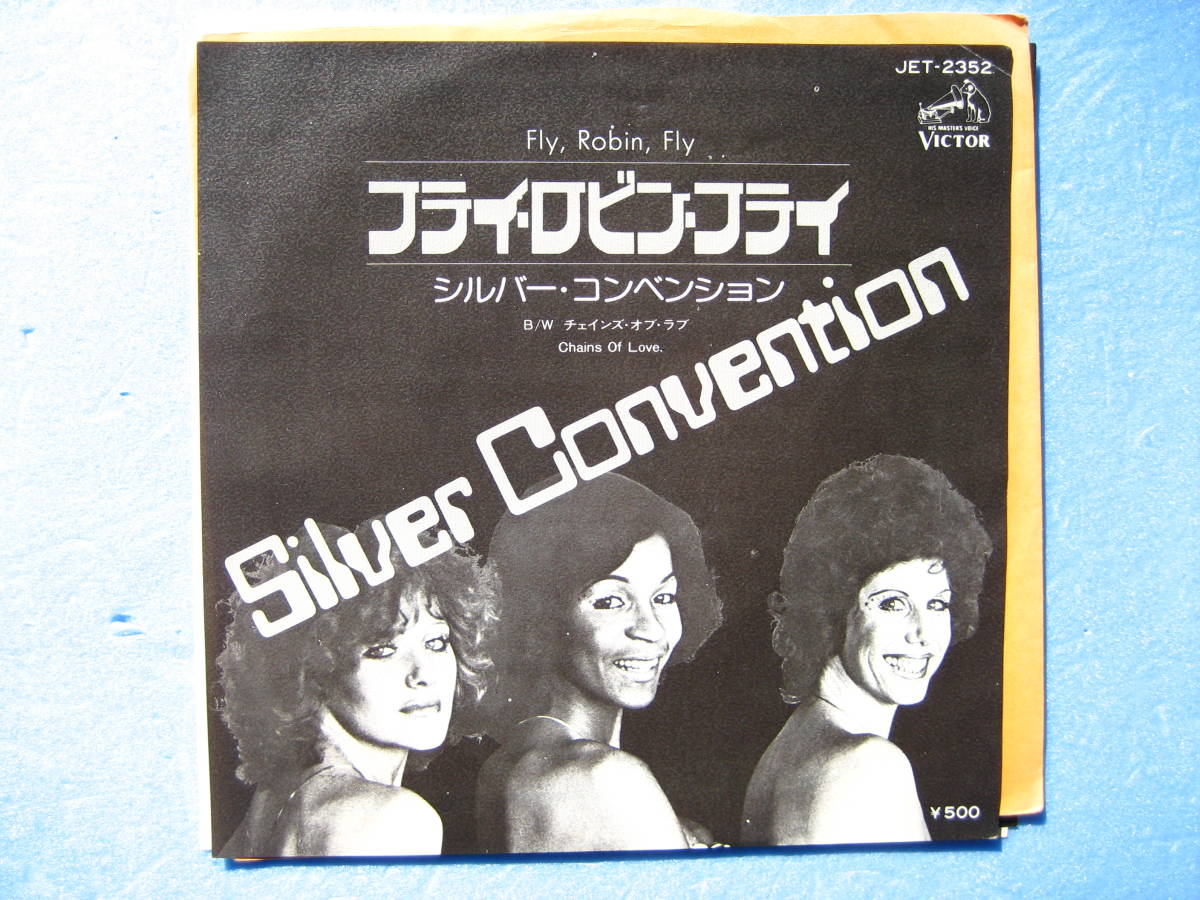 JET-2352
HIS MASTER'S VOICE
VICTOR
Fly, Robin, Fly
フライ・ロビン・フライ
シルバー・コンベンション
B/W チェインズ・オブ・ラブ
Chains Of Love.
Silver Convention
¥500